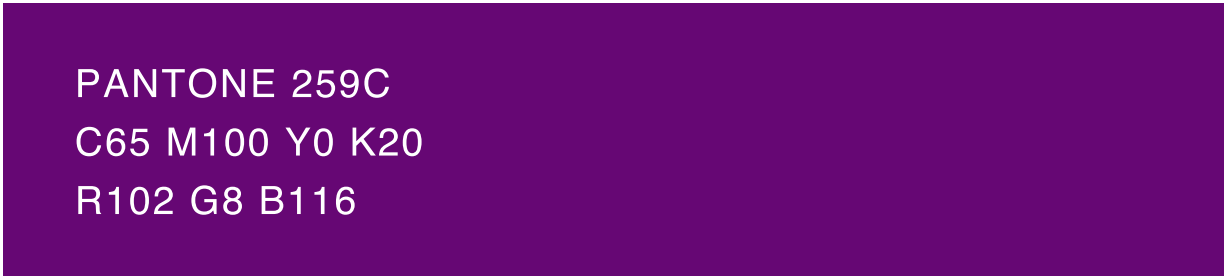 PANTONE 259C
C65 M100 Y0 K20
R102 G8 B116